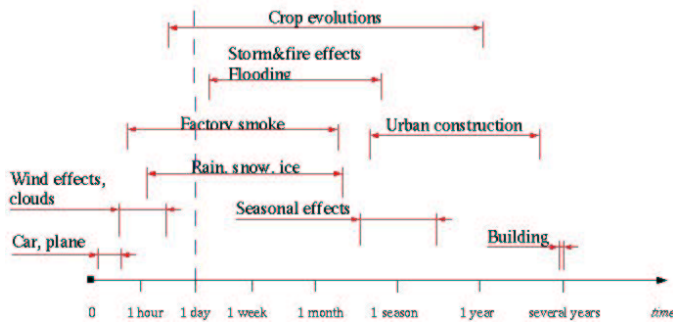 Crop evolutions
Storm&fire effects
Flooding
Factory smoke
Urban construction
Rain, snow, ice
Wind effects,
clouds
Seasonal effects
Car, plane
Building
0 1 hour 1 day 1 week 1 month 1 season 1 year several years time